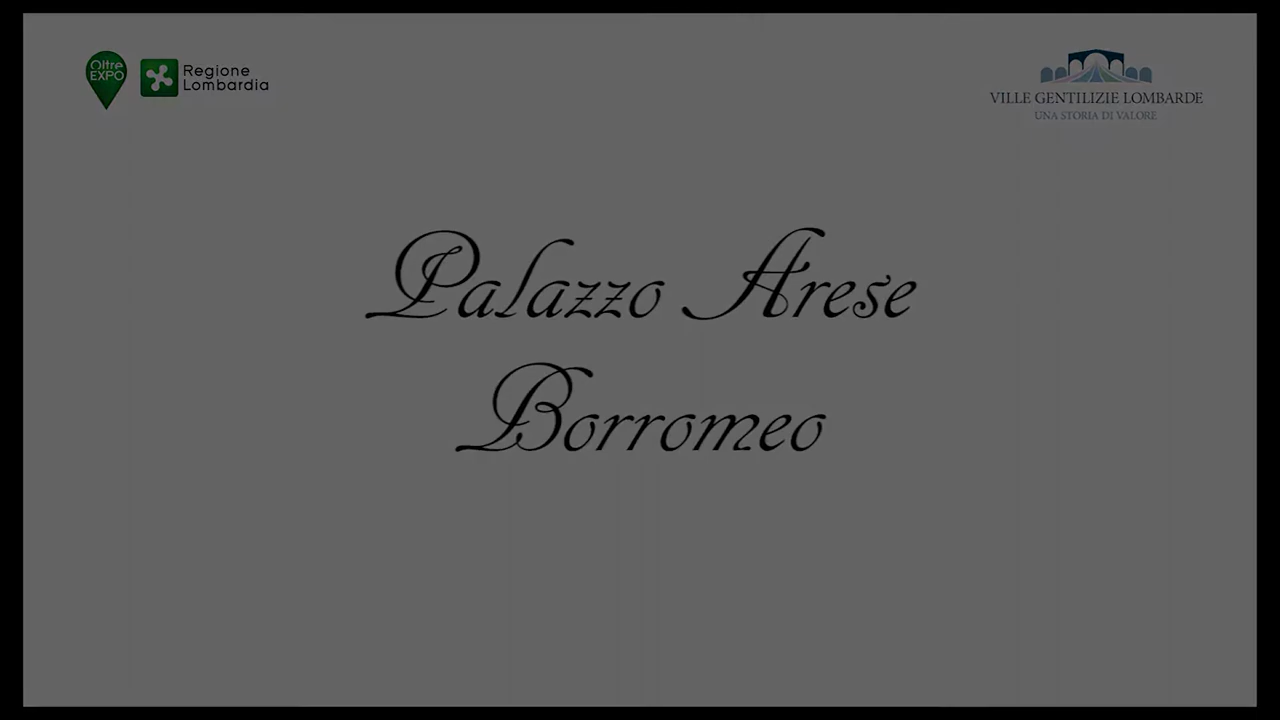 Oltre
EXPO
Regione
Lombardia
VILLE GENTILIZIE LOMBARDE
UNA STORIA DI VALORE
Palazzo Arese
Borromeo